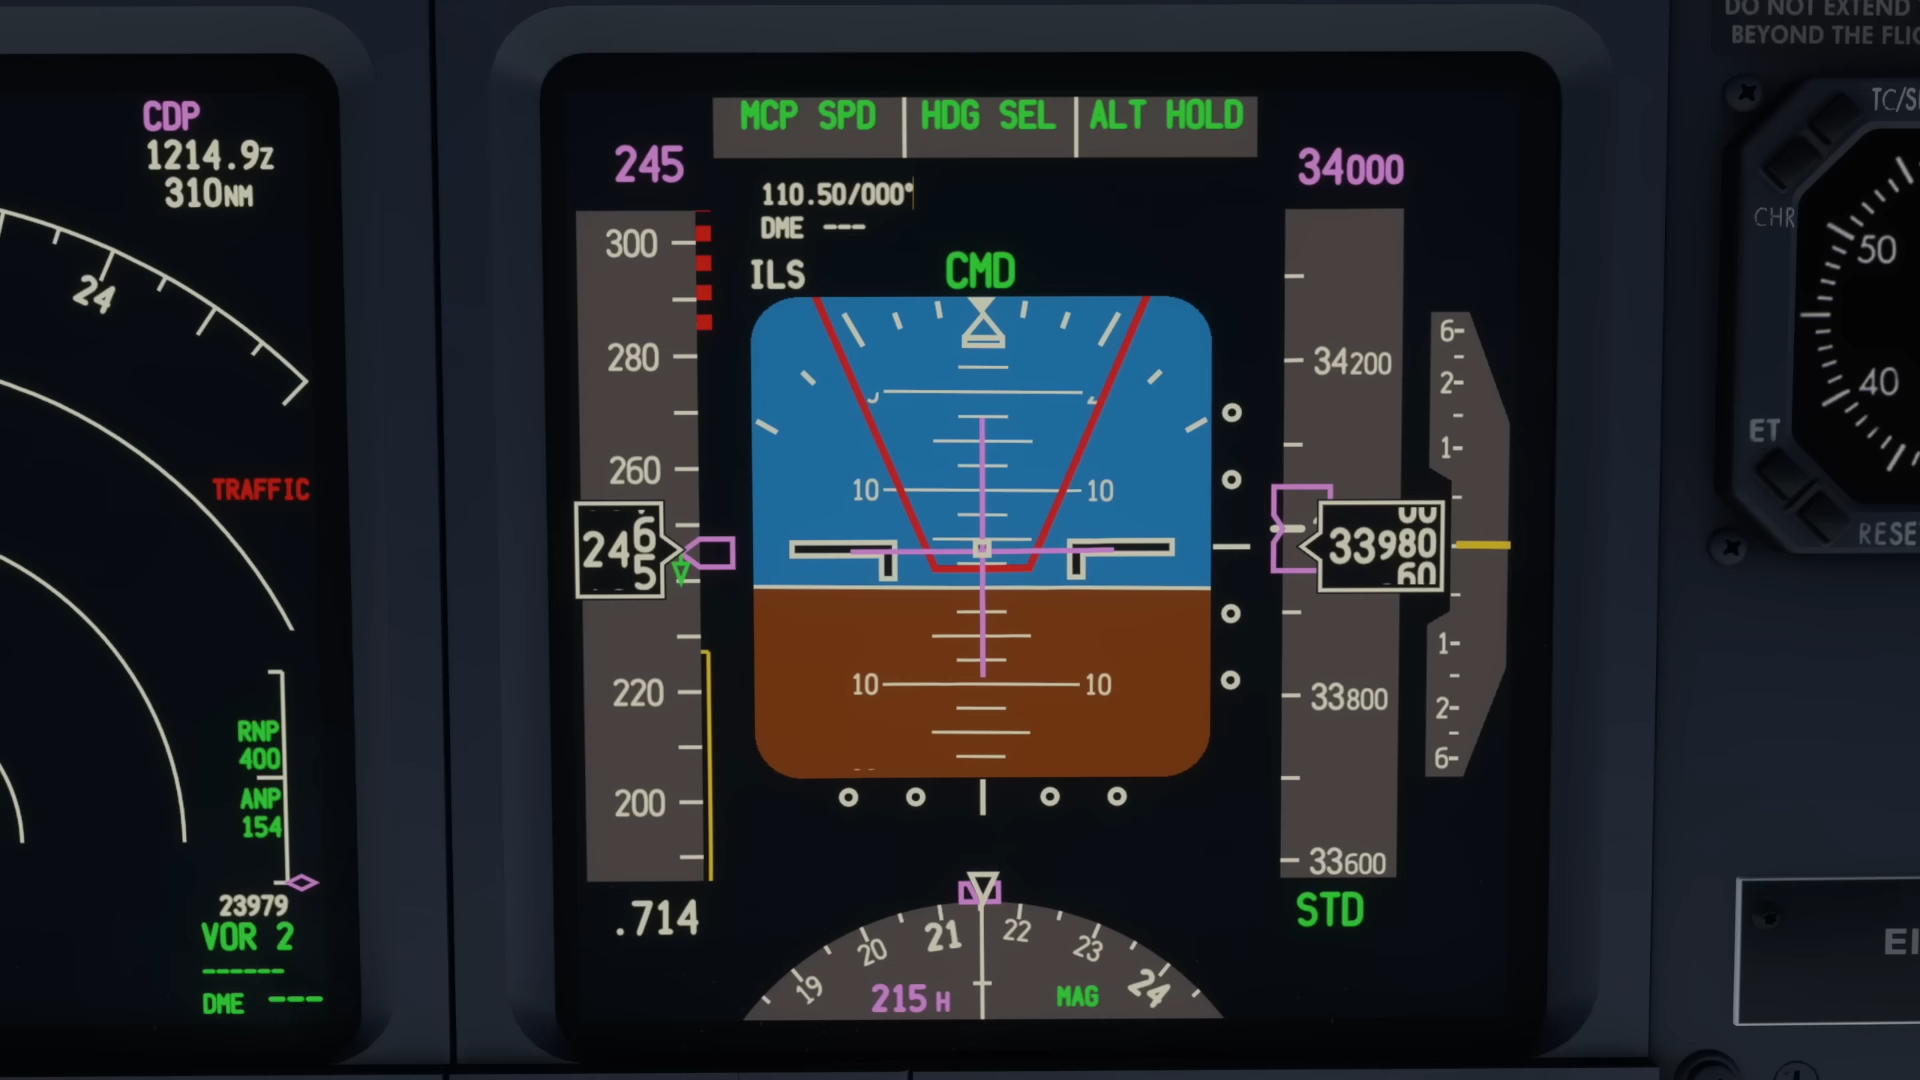 CDP
1214.9Z
310NM
24
TRAFFIC
RNP
400
ANP
154
23979
VOR 2
------
DME ---
MCP SPD HDG SEL ALT HOLD
245
34000
110.50/000°
DME ---
ILS
CMD
300
280
260
246
5
220
200
.714
10 10
10 10
34200
00
33980
60
33800
33600
STD
6
2
1
1
2
6
19 20 21 22 23 24
215 H
MAG
DO NOT EXTEND
BEYOND THE
CHR
50
40
ET
RESE